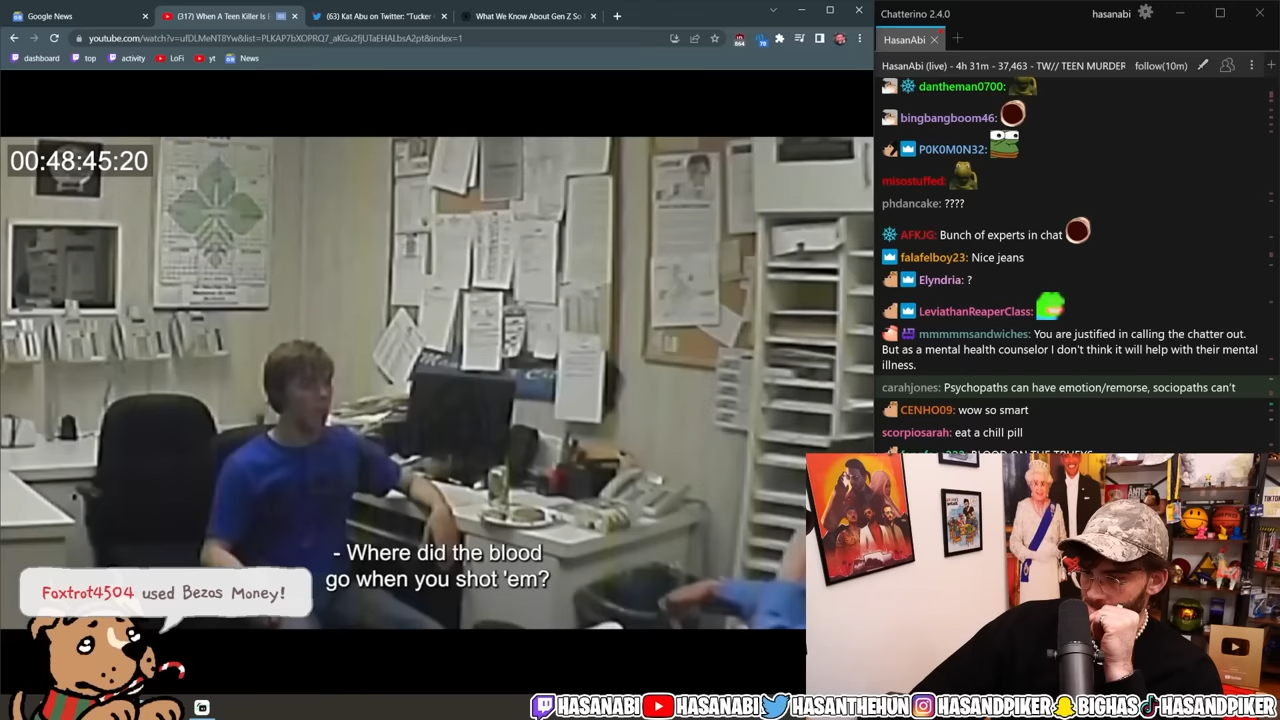 Google News
(317) When A Teen Killer Is
(63) Kat Abu on Twitter: "Tucker
What We Know About Gen Z So
youtube.com/watch?v=ufDLMeNT8Yw&list=PLKAP7bXOPRQ7_aKGu2fjUTaEHALbsA2pt&index=1
864
70
dashboard
top
activity
LoFi
yt
News
00:48:45:20
- Where did the blood
go when you shot 'em?
Foxtrot4504 used Bezos Money!
Chatterino 2.4.0
hasanabi
HasanAbi
HasanAbi (live) - 4h 31m - 37,463 - TW// TEEN MURDER
follow(10m)
dantheman0700:
bingbangboom46:
P0K0M0N32:
misostuffed:
phdancake: ????
AFKJG: Bunch of experts in chat
falafelboy23: Nice jeans
Elyndria: ?
LeviathanReaperClass:
mmmmmsandwiches: You are justified in calling the chatter out.
But as a mental health counselor I don't think it will help with their mental
illness.
carahjones: Psychopaths can have emotion/remorse, sociopaths can't
CENHO09: wow so smart
scorpiosarah: eat a chill pill
HASANABI HASANABI HASANTHEHUN HASANDPIKER BIGHAS HASANDPIKER